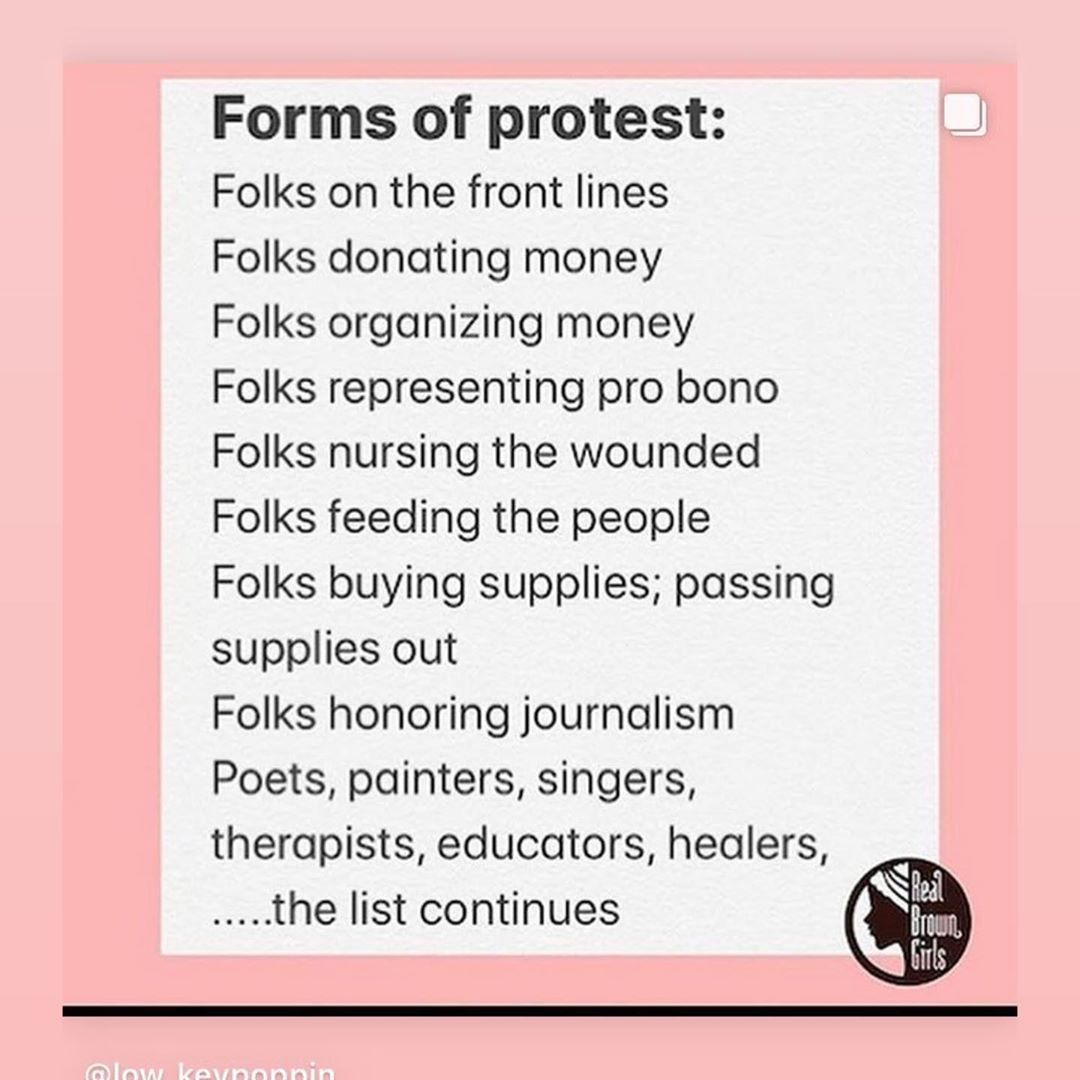 Forms of protest:
Folks on the front lines
Folks donating money
Folks organizing money
Folks representing pro bono
Folks nursing the wounded
Folks feeding the people
Folks buying supplies; passing
supplies out
Folks honoring journalism
Poets, painters, singers,
therapists, educators, healers,
.....the list continues
Real
Brown
Girls
@low_keypoppin